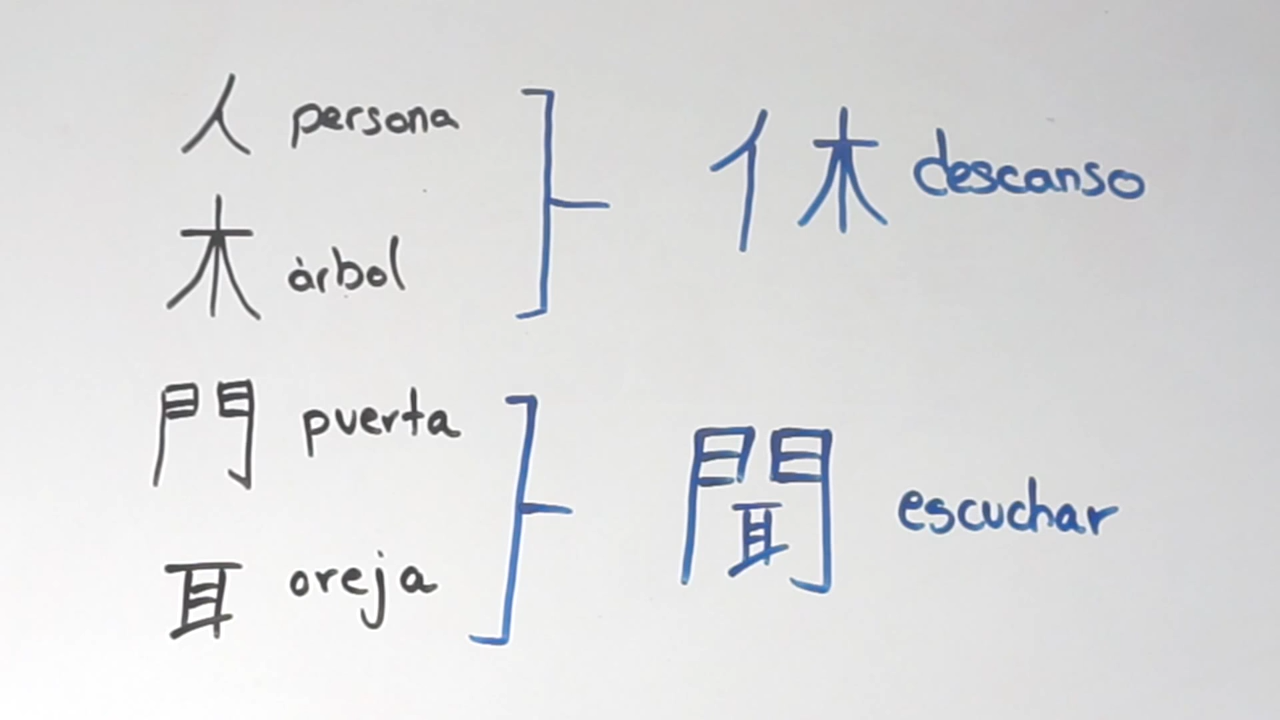 人 persona
木 árbol
休 descanso
門 puerta
耳 oreja
聞 escuchar